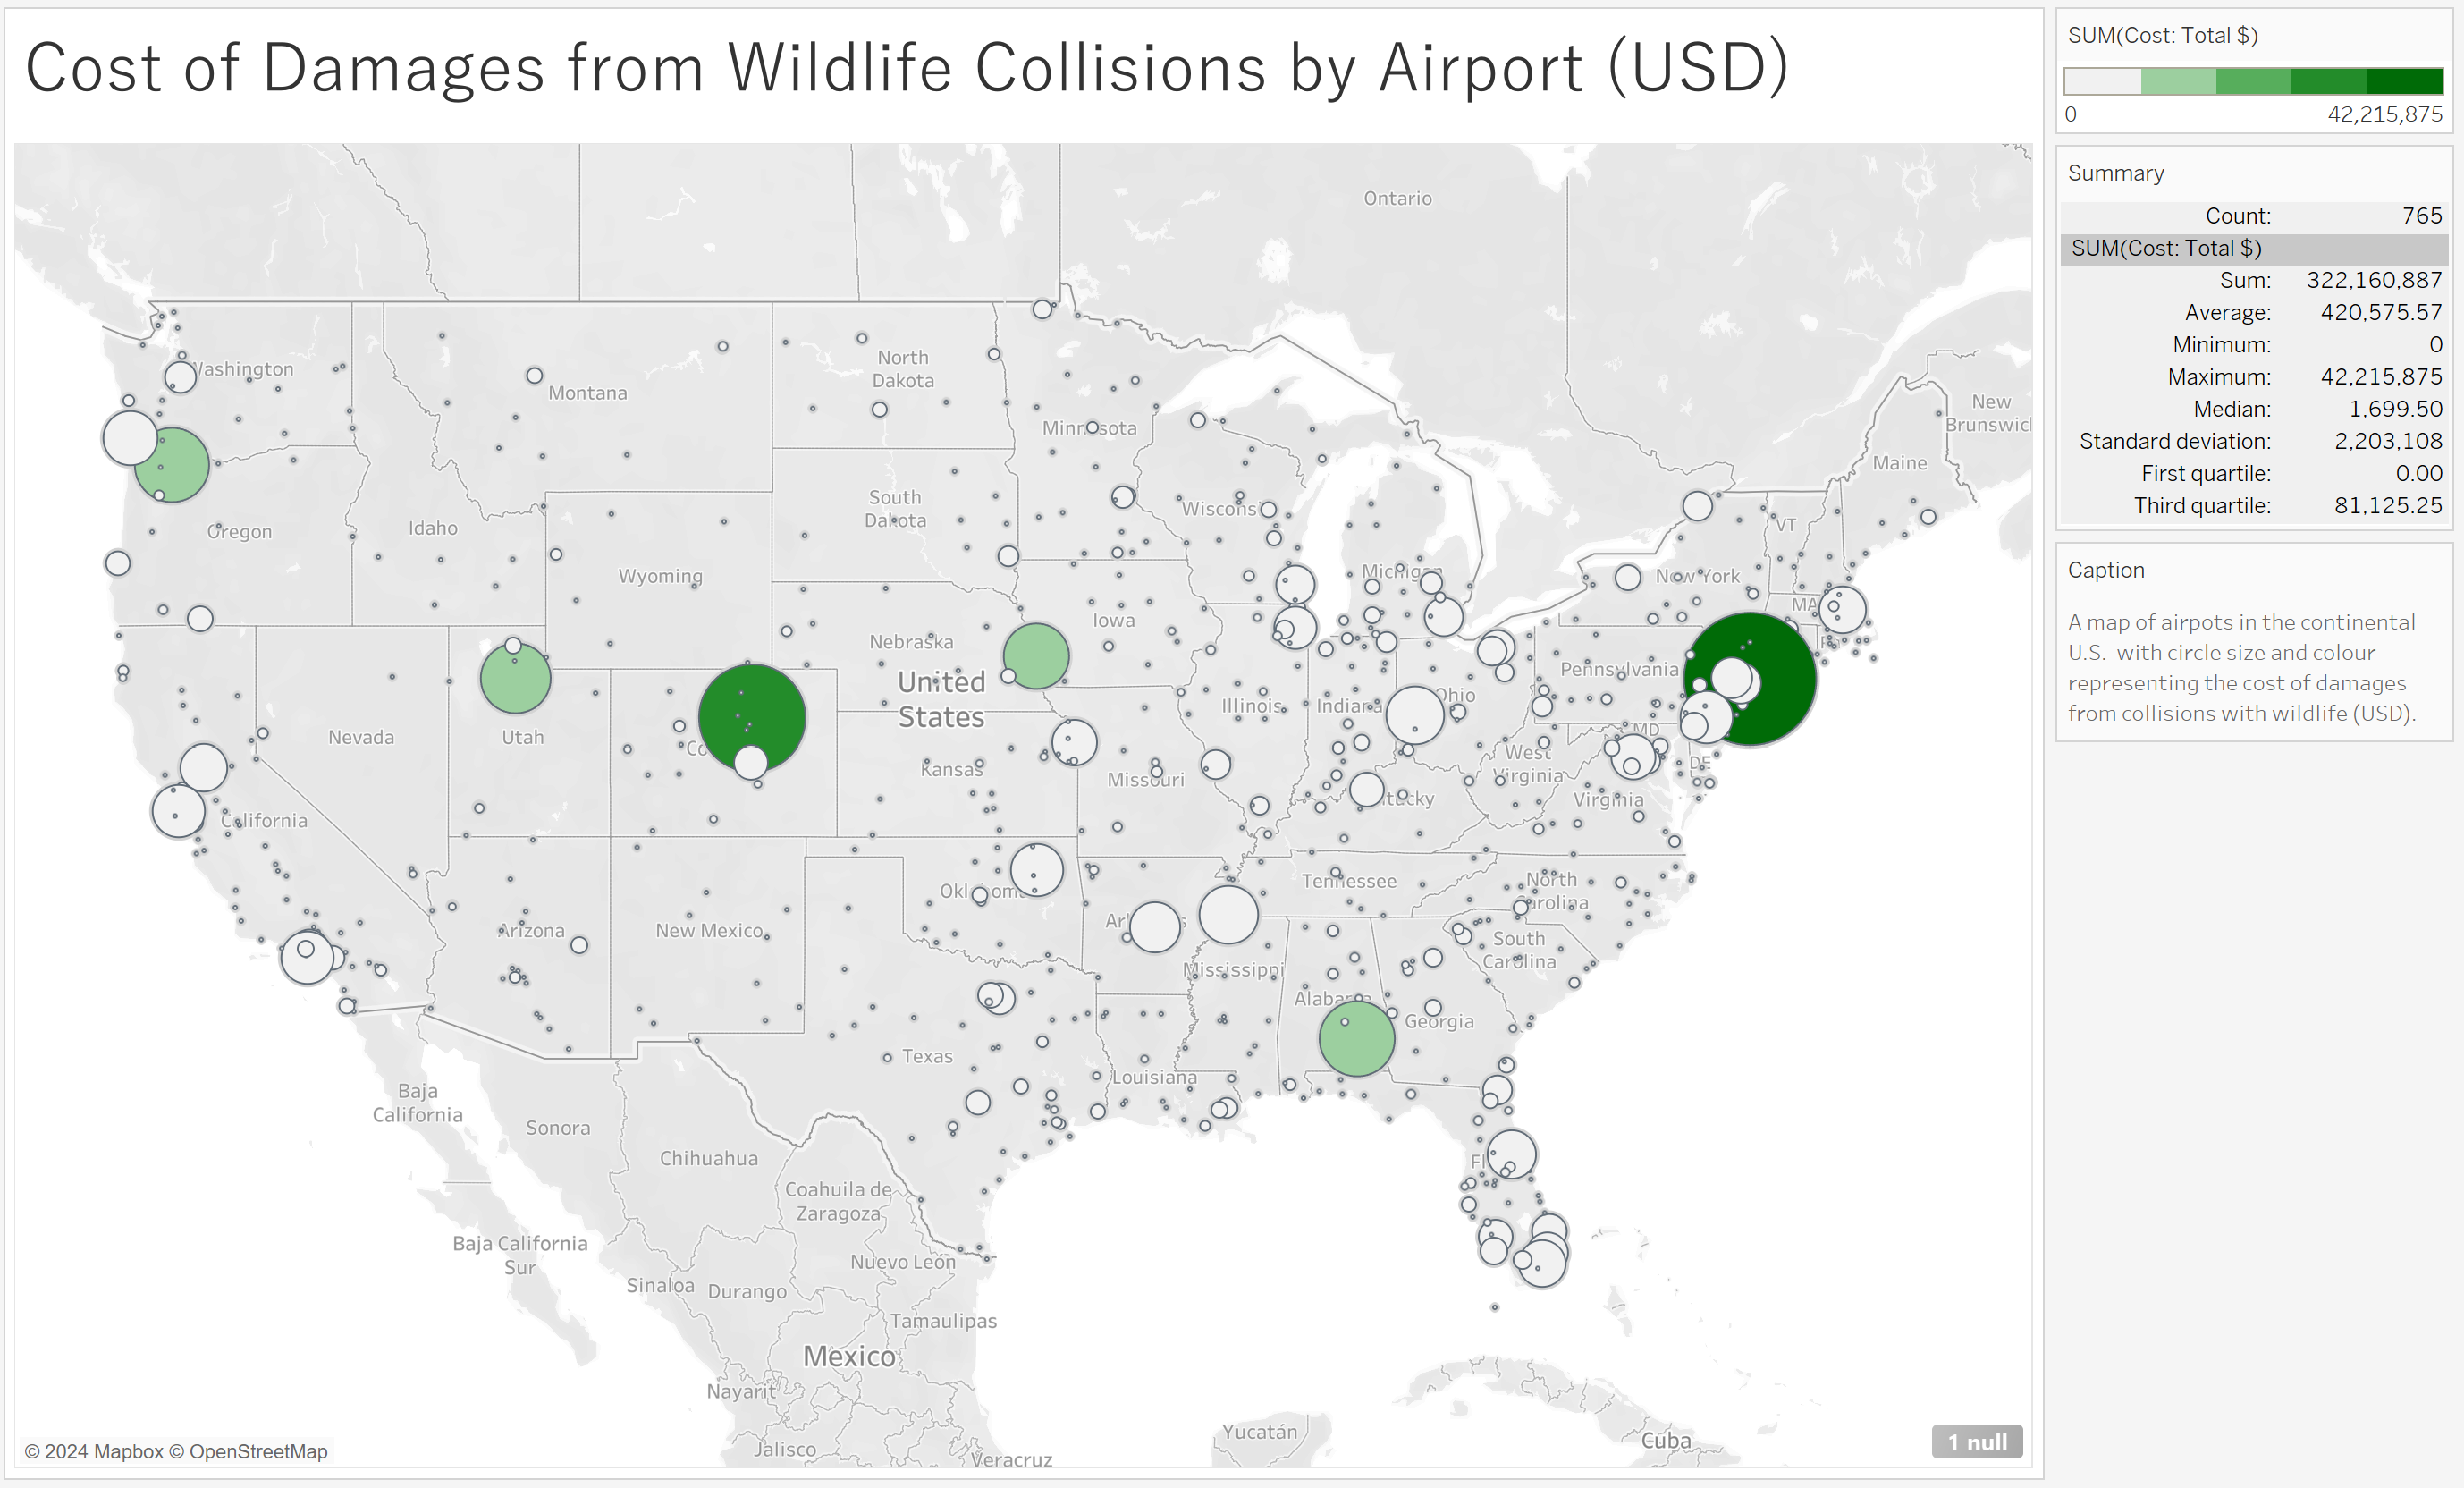 Cost of Damages from Wildlife Collisions by Airport (USD)
SUM(Cost: Total $)
0 42,215,875
Summary
Count: 765
SUM(Cost: Total $)
Sum: 322,160,887
Average: 420,575.57
Minimum: 0
Maximum: 42,215,875
Median: 1,699.50
Standard deviation: 2,203,108
First quartile: 0.00
Third quartile: 81,125.25
Caption
A map of airpots in the continental
U.S. with circle size and colour
representing the cost of damages
from collisions with wildlife (USD).
Ontario
Washington
Montana
North
Dakota
Minnesota
New
Brunswic
Maine
South
Dakota
Wisconsi
Oregon
Idaho
VT
Wyoming
Michigan
New York
MA
Iowa
Nebraska
Pennsylvania
United
States
Ohio
Illinois
Indiana
Nevada
Utah
Co
MD
West
Virginia
DE
Kansas
Missouri
Virginia
tucky
California
Tennessee
North
Carolina
Oklahoma
Ar s
Arizona
New Mexico
South
Carolina
Mississippi
Alabama
Georgia
Texas
Louisiana
Baja
California
Sonora
Chihuahua
Fl
Coahuila de
Zaragoza
Baja California
Sur
Nuevo León
Sinaloa
Durango
Tamaulipas
Mexico
Nayarit
Yucatán
Cuba
Jalisco
Veracruz
© 2024 Mapbox © OpenStreetMap
1 null